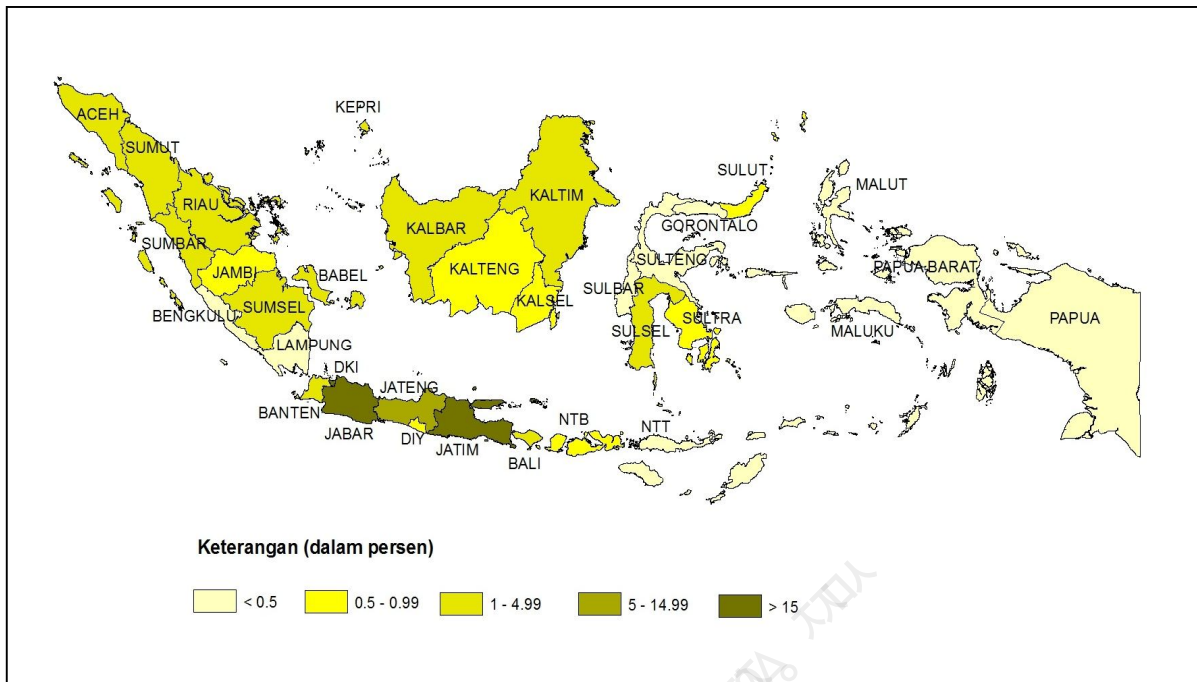 ACEH
SUMUT
KEPRI
RIAU
SUMBAR
JAMBI
BABEL
SUMSEL
BENGKULU
LAMPUNG
KALBAR
KALTIM
KALTENG
KALSEL
SULUT
GORONTALO
SULTENG
SULBAR
SULSEL
SULTRA
MALUT
PAPUA BARAT
MALUKU
PAPUA
DKI
JATENG
BANTEN
JABAR
DIY
JATIM
BALI
NTB
NTT
Keterangan (dalam persen)
< 0.5
0.5 - 0.99
1 - 4.99
5 - 14.99
> 15